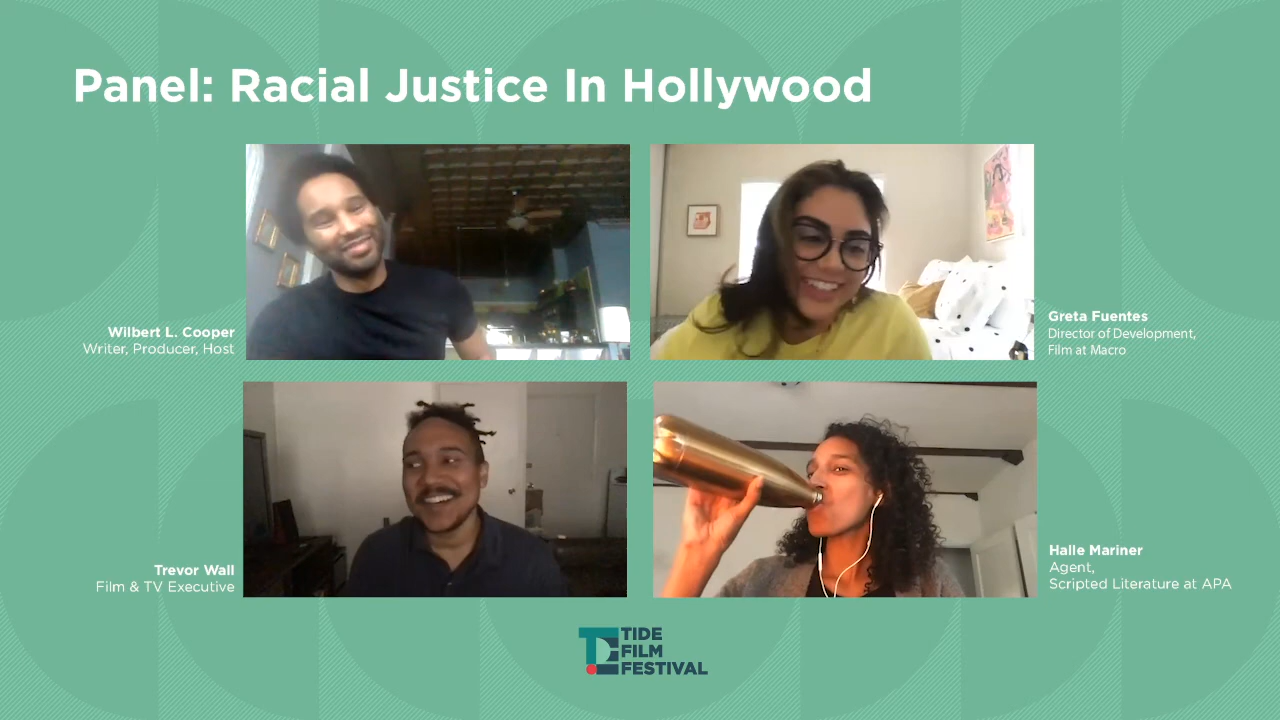 Panel: Racial Justice In Hollywood
Wilbert L. Cooper
Writer, Producer, Host
Greta Fuentes
Director of Development,
Film at Macro
Trevor Wall
Film & TV Executive
Halle Mariner
Agent,
Scripted Literature at APA
TIDE
FILM
FESTIVAL